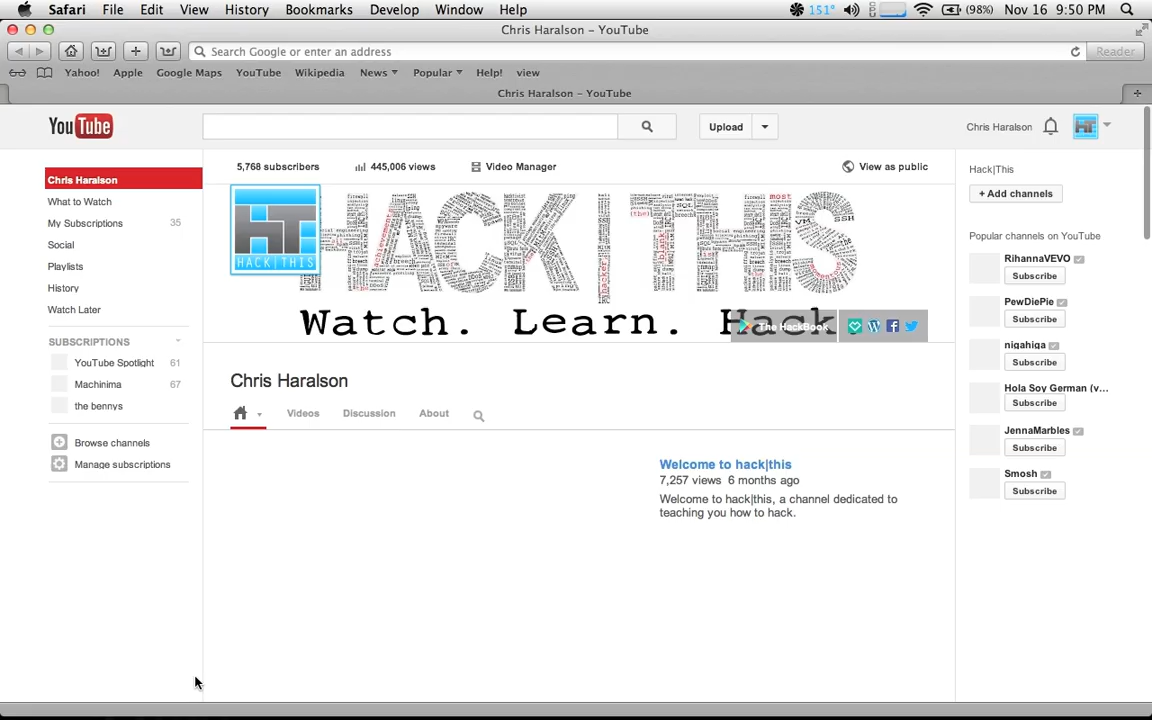 Safari File Edit View History Bookmarks Develop Window Help 151° (98%) Nov 16 9:50 PM
Chris Haralson – YouTube
Search Google or enter an address Reader
Yahoo! Apple Google Maps YouTube Wikipedia News Popular Help! view
Chris Haralson – YouTube
YouTube Upload Chris Haralson
5,768 subscribers 445,006 views Video Manager View as public
Chris Haralson
What to Watch
My Subscriptions 35
Social
Playlists
History
Watch Later
SUBSCRIPTIONS
YouTube Spotlight 61
Machinima 67
the bennys
Browse channels
Manage subscriptions
HT
HACK|THIS
HACK|THIS
Watch. Learn. Hack.
The HackBook
Chris Haralson
Videos Discussion About
Welcome to hack|this
7,257 views 6 months ago
Welcome to hack|this, a channel dedicated to
teaching you how to hack.
Hack|This
+ Add channels
Popular channels on YouTube
RihannaVEVO
Subscribe
PewDiePie
Subscribe
nigahiga
Subscribe
Hola Soy German (v...
Subscribe
JennaMarbles
Subscribe
Smosh
Subscribe